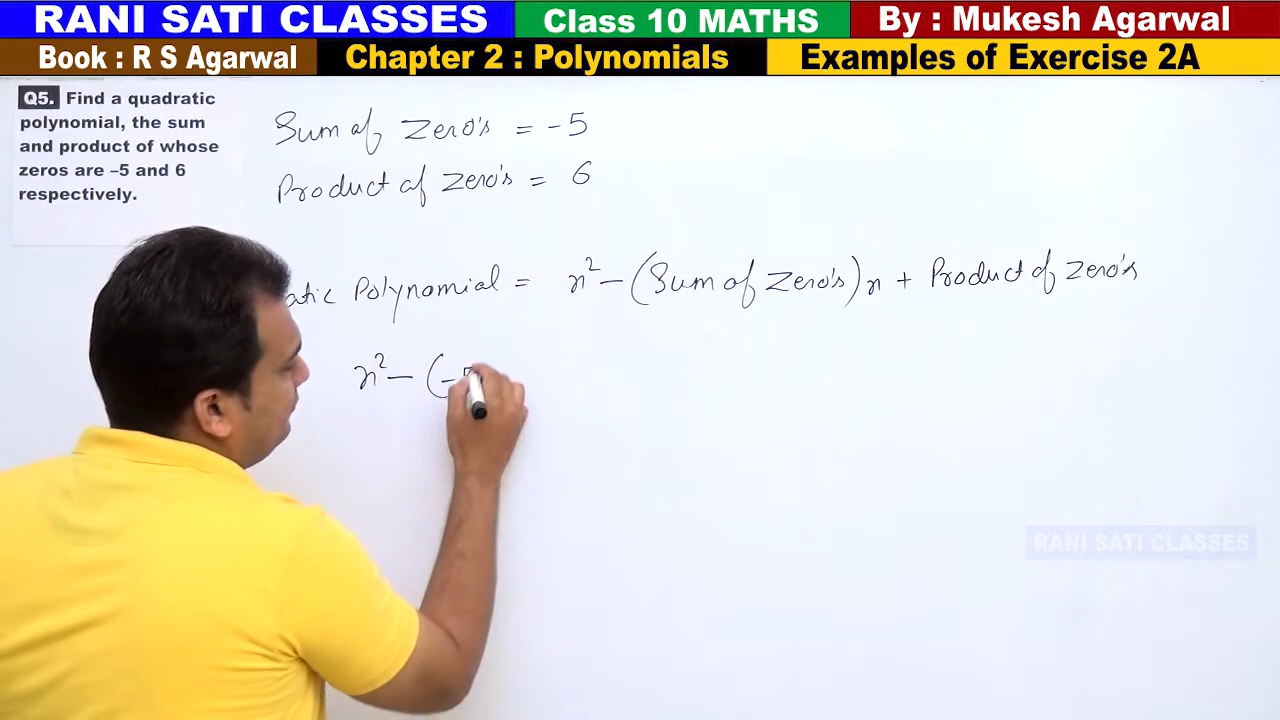 RANI SATI CLASSES Class 10 MATHS By : Mukesh Agarwal
Book : R S Agarwal Chapter 2 : Polynomials Examples of Exercise 2A
Q5. Find a quadratic
polynomial, the sum
and product of whose
zeros are –5 and 6
respectively.
Sum of Zero's = -5
Product of Zero's = 6
atic Polynomial = x² - (Sum of Zero's) x + Product of Zero's
x² - (-5
RANI SATI CLASSES